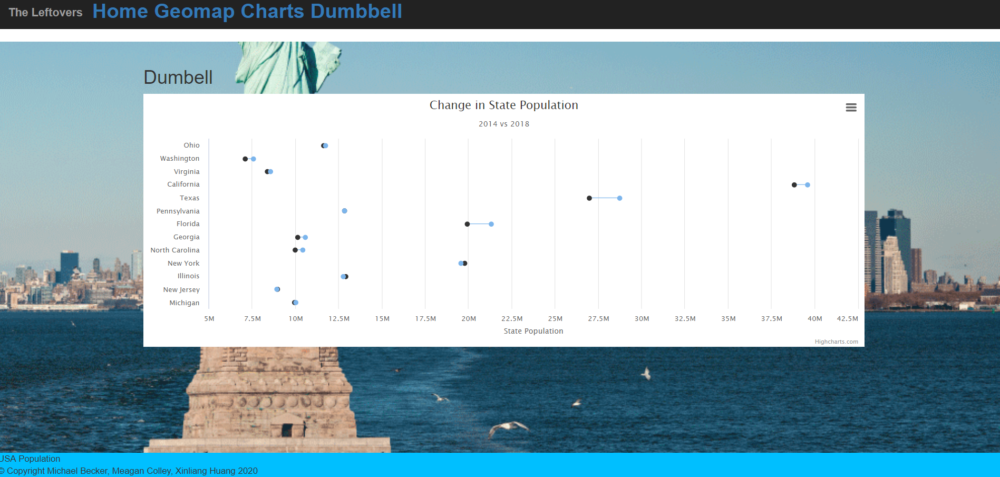 The Leftovers Home Geomap Charts Dumbbell
Dumbell
Change in State Population
2014 vs 2018
Ohio
Washington
Virginia
California
Texas
Pennsylvania
Florida
Georgia
North Carolina
New York
Illinois
New Jersey
Michigan
5M 7.5M 10M 12.5M 15M 17.5M 20M 22.5M 25M 27.5M 30M 32.5M 35M 37.5M 40M 42.5M
State Population
Highcharts.com
USA Population
© Copyright Michael Becker, Meagan Colley, Xinliang Huang 2020